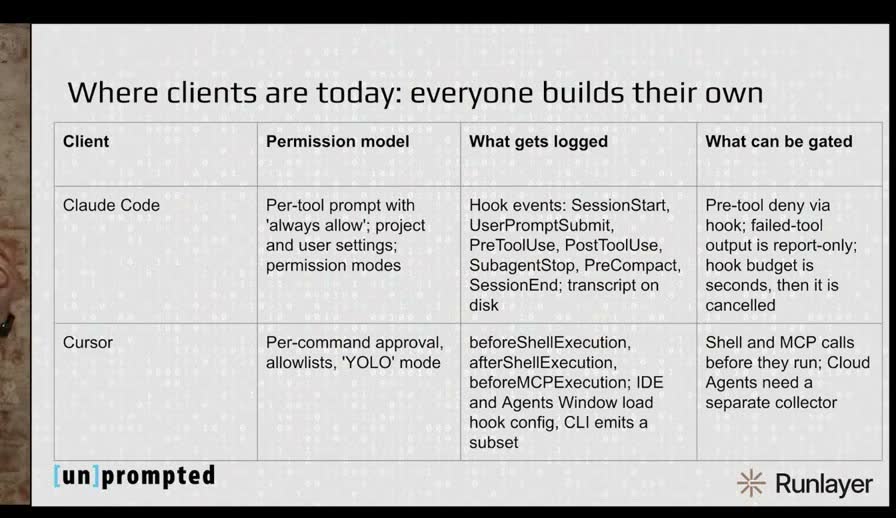 Where clients are today: everyone builds their own
Client
Permission model
What gets logged
What can be gated
Claude Code
Per-tool prompt with
'always allow'; project
and user settings;
permission modes
Hook events: SessionStart,
UserPromptSubmit,
PreToolUse, PostToolUse,
SubagentStop, PreCompact,
SessionEnd; transcript on
disk
Pre-tool deny via
hook; failed-tool
output is report-only;
hook budget is
seconds, then it is
cancelled
Cursor
Per-command approval,
allowlists, 'YOLO' mode
beforeShellExecution,
afterShellExecution,
beforeMCPExecution; IDE
and Agents Window load
hook config, CLI emits a
subset
Shell and MCP calls
before they run; Cloud
Agents need a
separate collector
[un]prompted
Runlayer